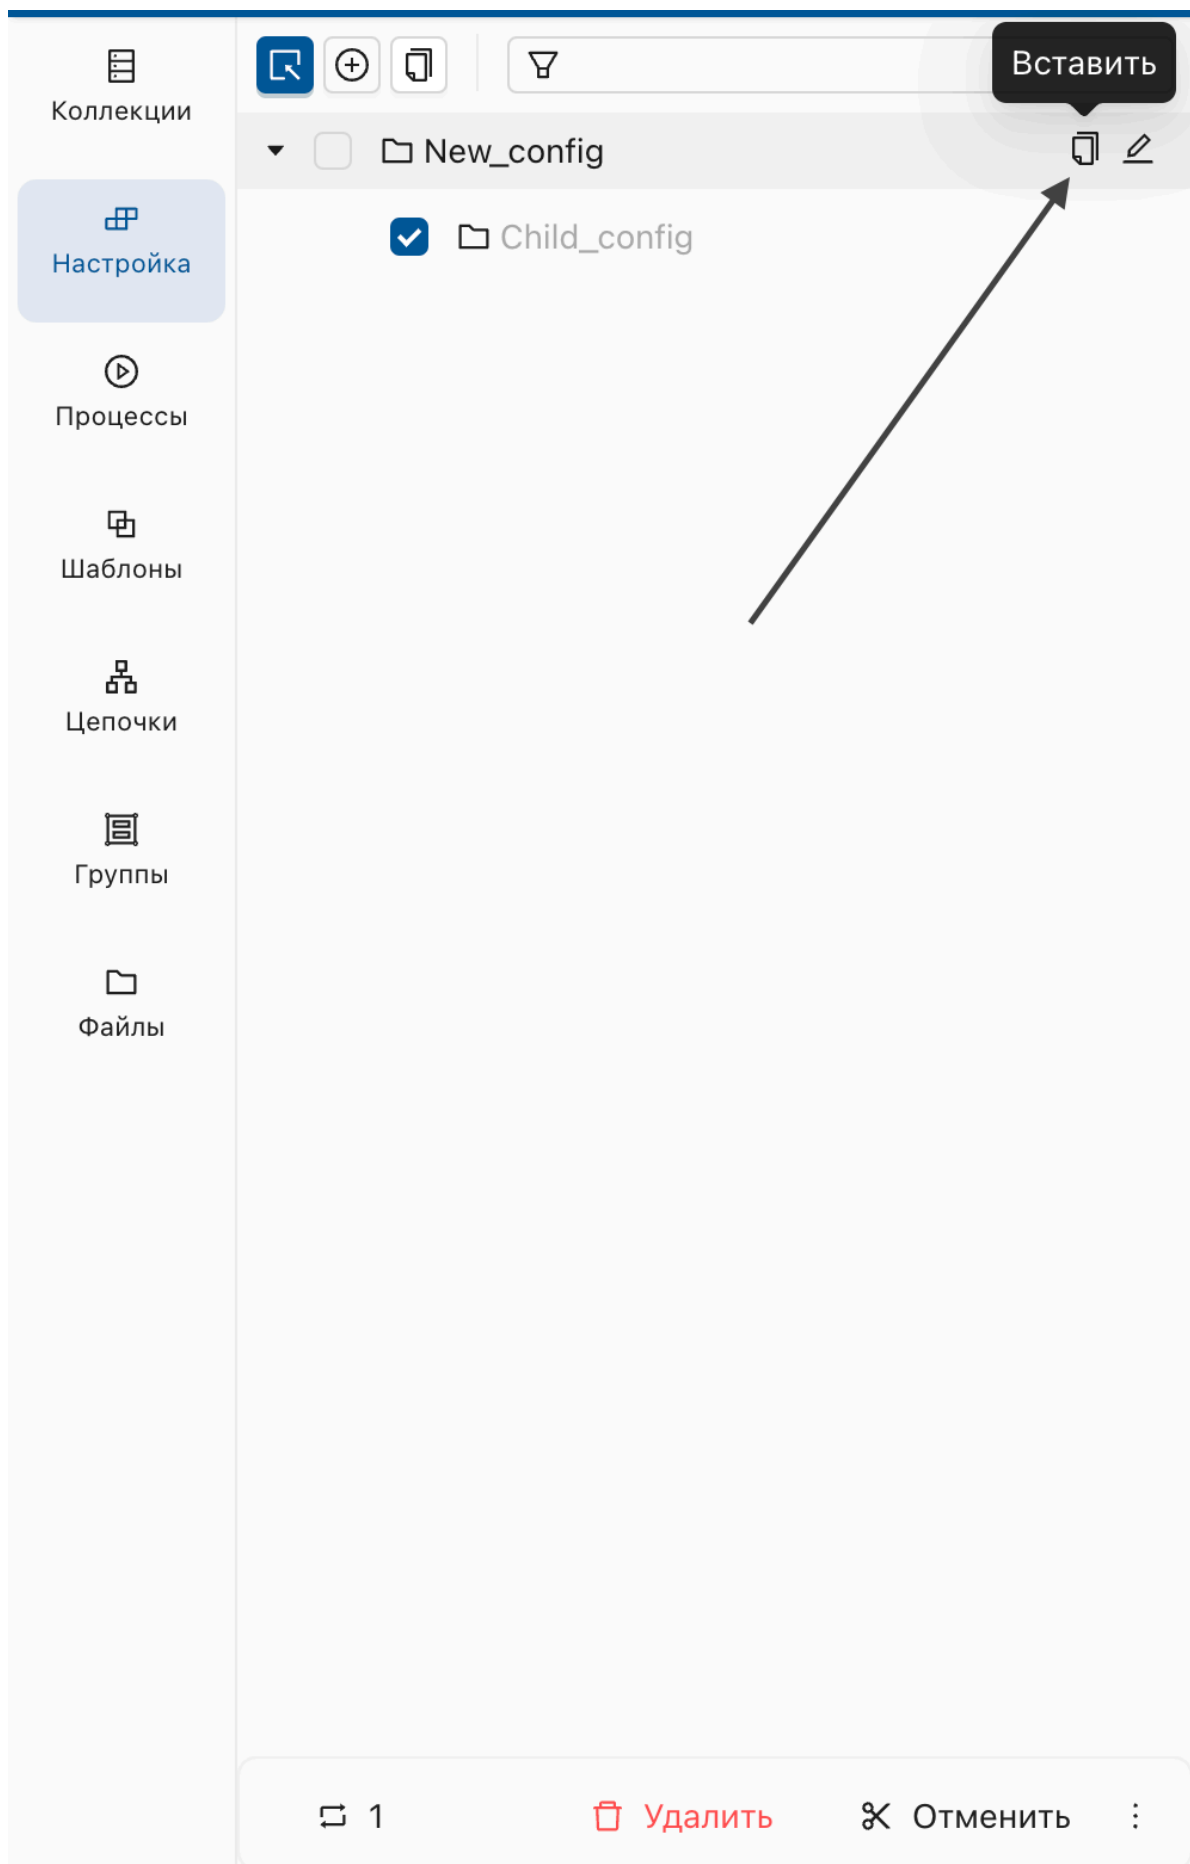 Коллекции
Настройка
Процессы
Шаблоны
Цепочки
Группы
Файлы
Вставить
New_config
Child_config
1
Удалить
Отменить